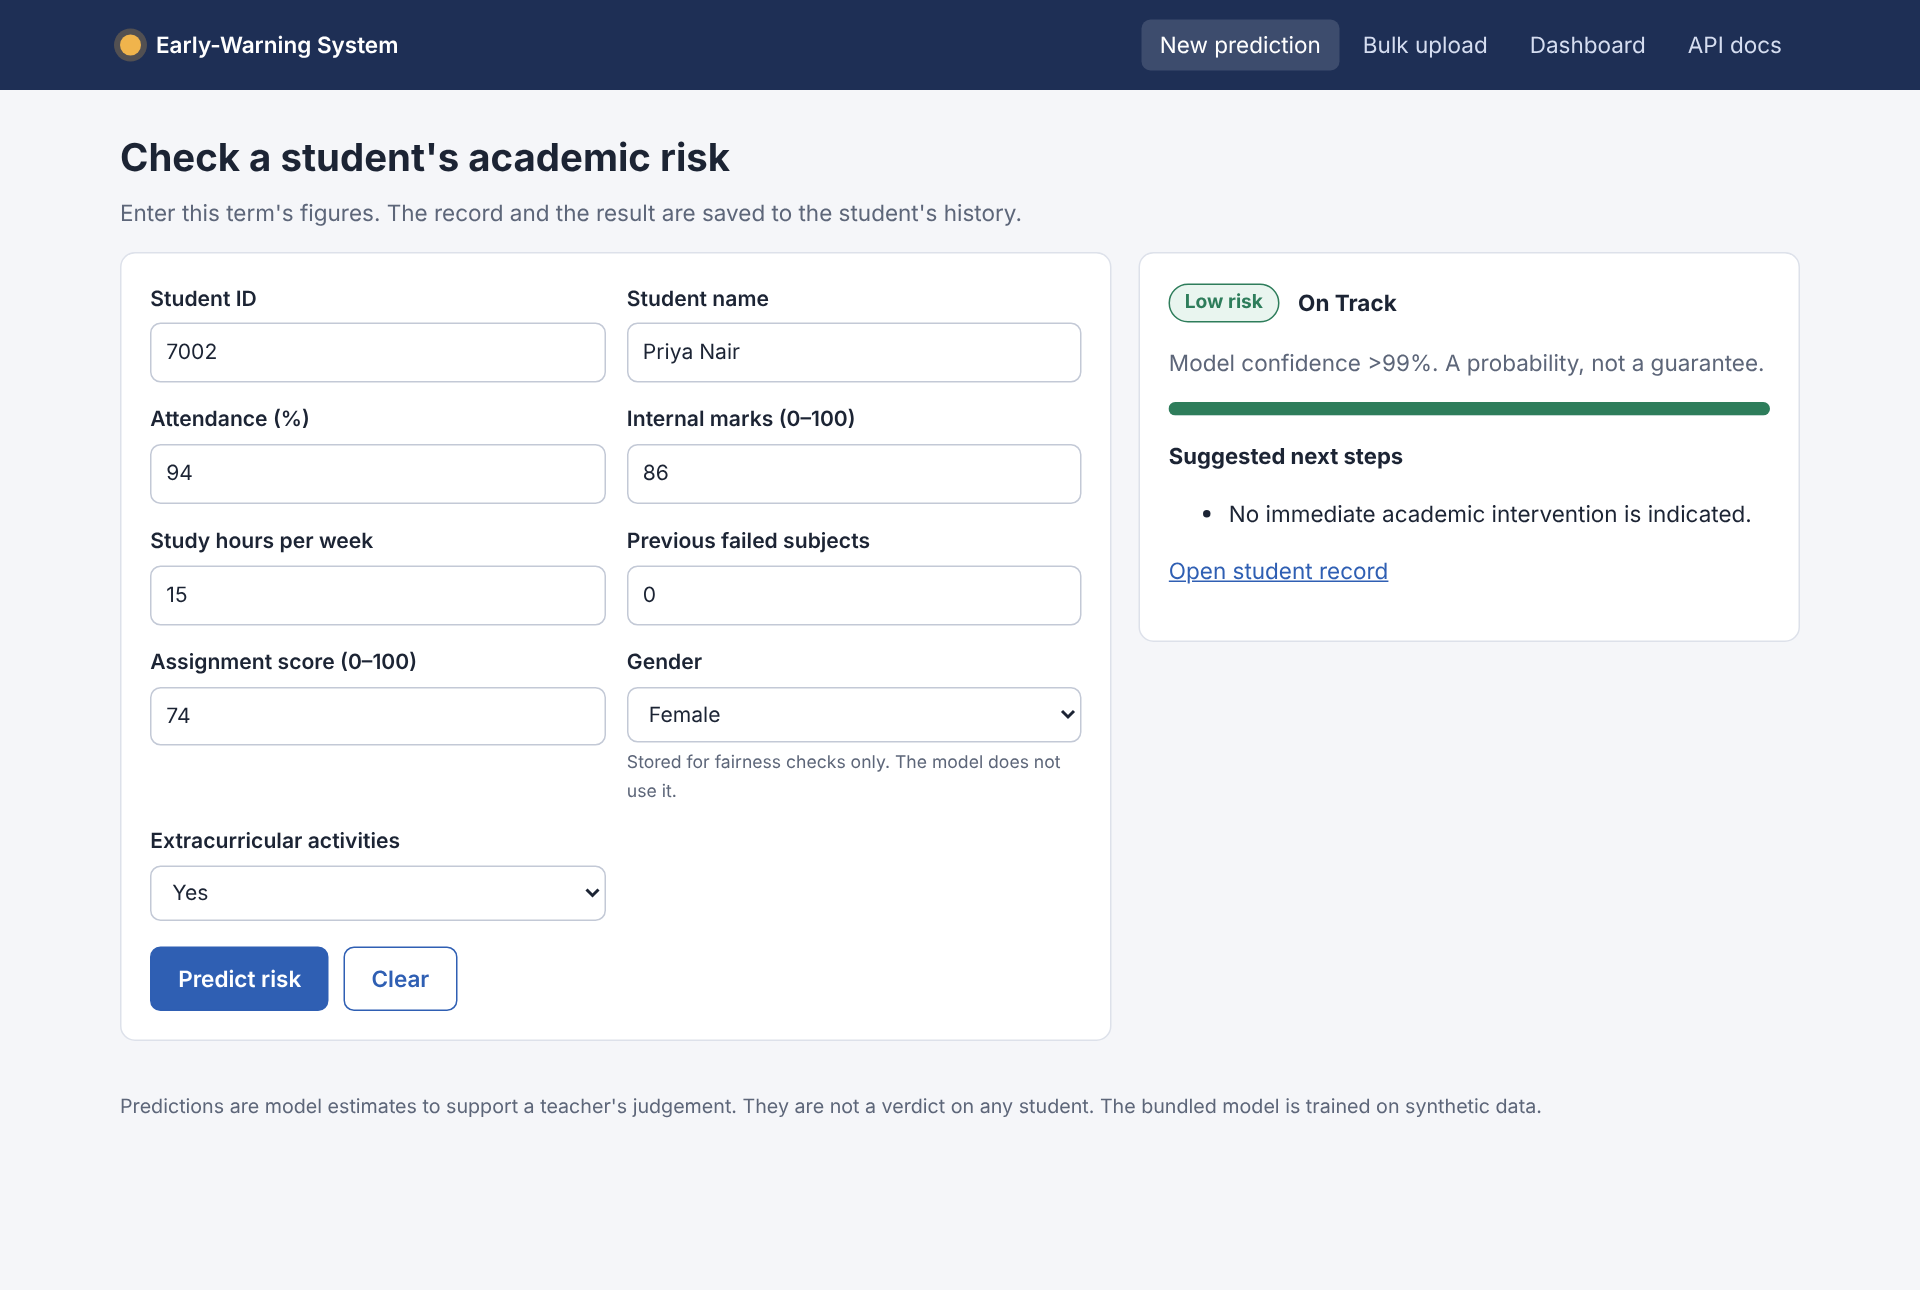 Early-Warning System
New prediction
Bulk upload
Dashboard
API docs
Check a student's academic risk
Enter this term's figures. The record and the result are saved to the student's history.
Student ID
7002
Student name
Priya Nair
Attendance (%)
94
Internal marks (0–100)
86
Study hours per week
15
Previous failed subjects
0
Assignment score (0–100)
74
Gender
Female
Stored for fairness checks only. The model does not
use it.
Extracurricular activities
Yes
Predict risk
Clear
Low risk
On Track
Model confidence >99%. A probability, not a guarantee.
Suggested next steps
• No immediate academic intervention is indicated.
Open student record
Predictions are model estimates to support a teacher's judgement. They are not a verdict on any student. The bundled model is trained on synthetic data.